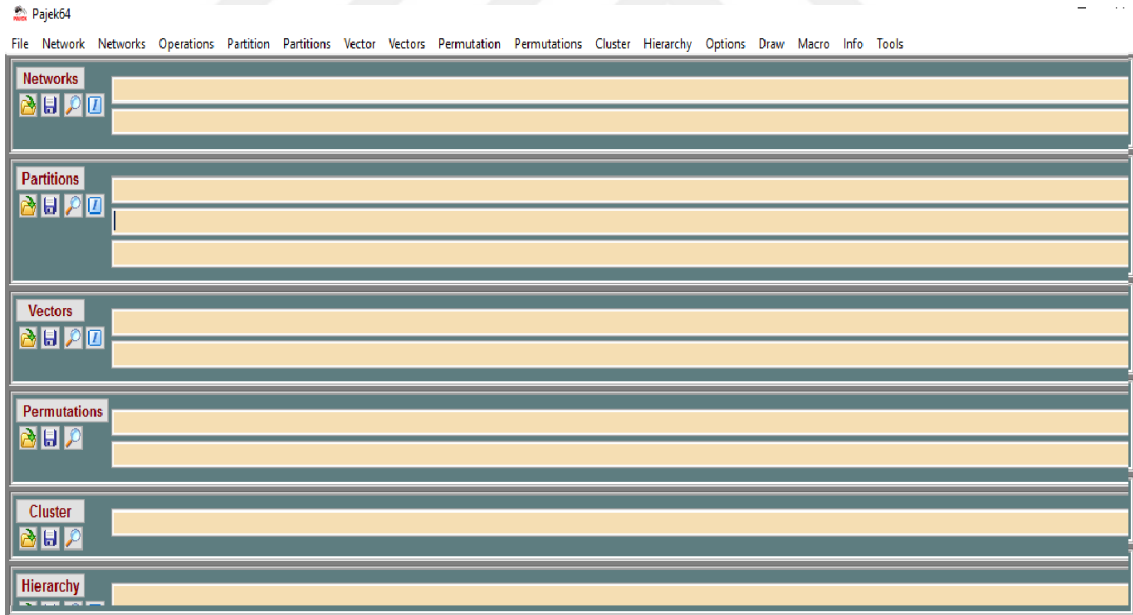 Pajek64
File Network Networks Operations Partition Partitions Vector Vectors Permutation Permutations Cluster Hierarchy Options Draw Macro Info Tools
Networks
Partitions
Vectors
Permutations
Cluster
Hierarchy